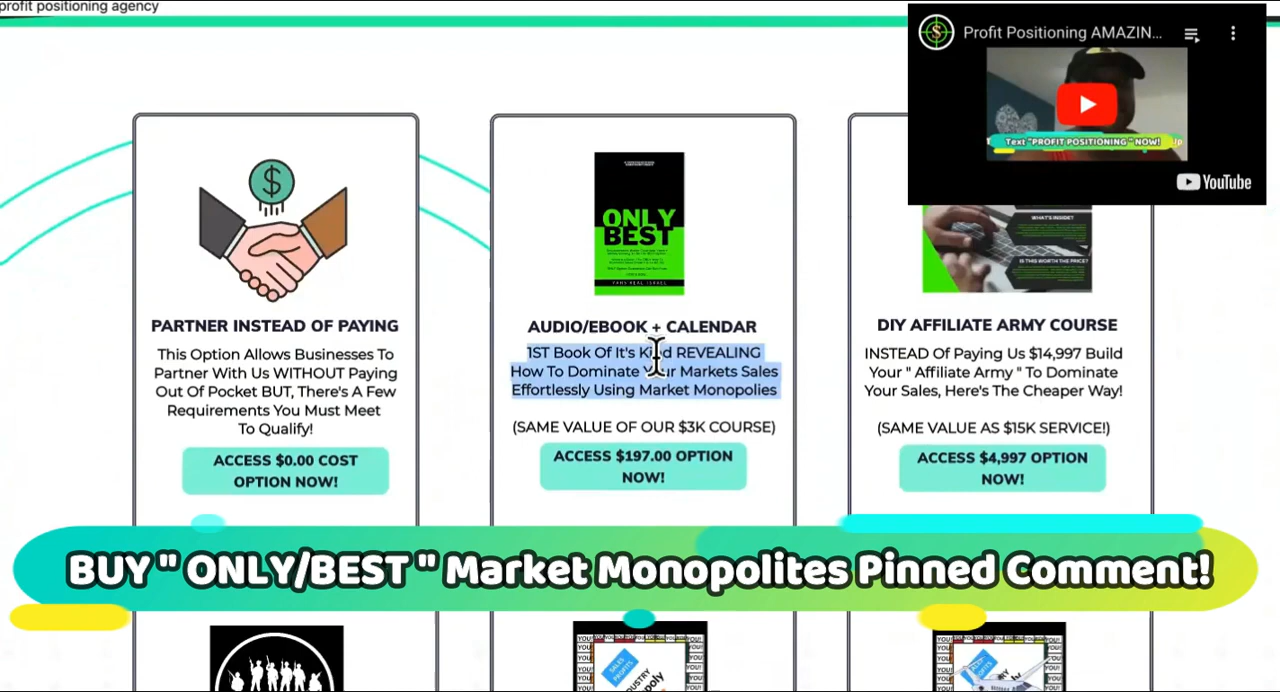 profit positioning agency
Profit Positioning AMAZIN...
Text "PROFIT POSITIONING" NOW!
YouTube
ONLY
BEST
WHAT'S INSIDE?
IS THIS WORTH THE PRICE?
PARTNER INSTEAD OF PAYING
This Option Allows Businesses To
Partner With Us WITHOUT Paying
Out Of Pocket BUT, There's A Few
Requirements You Must Meet
To Qualify!
ACCESS $0.00 COST
OPTION NOW!
AUDIO/EBOOK + CALENDAR
1ST Book Of It's Kind REVEALING
How To Dominate Your Markets Sales
Effortlessly Using Market Monopolies
(SAME VALUE OF OUR $3K COURSE)
ACCESS $197.00 OPTION
NOW!
DIY AFFILIATE ARMY COURSE
INSTEAD Of Paying Us $14,997 Build
Your " Affiliate Army " To Dominate
Your Sales, Here's The Cheaper Way!
(SAME VALUE AS $15K SERVICE!)
ACCESS $4,997 OPTION
NOW!
BUY " ONLY/BEST " Market Monopolites Pinned Comment!
SALES
PROFITS